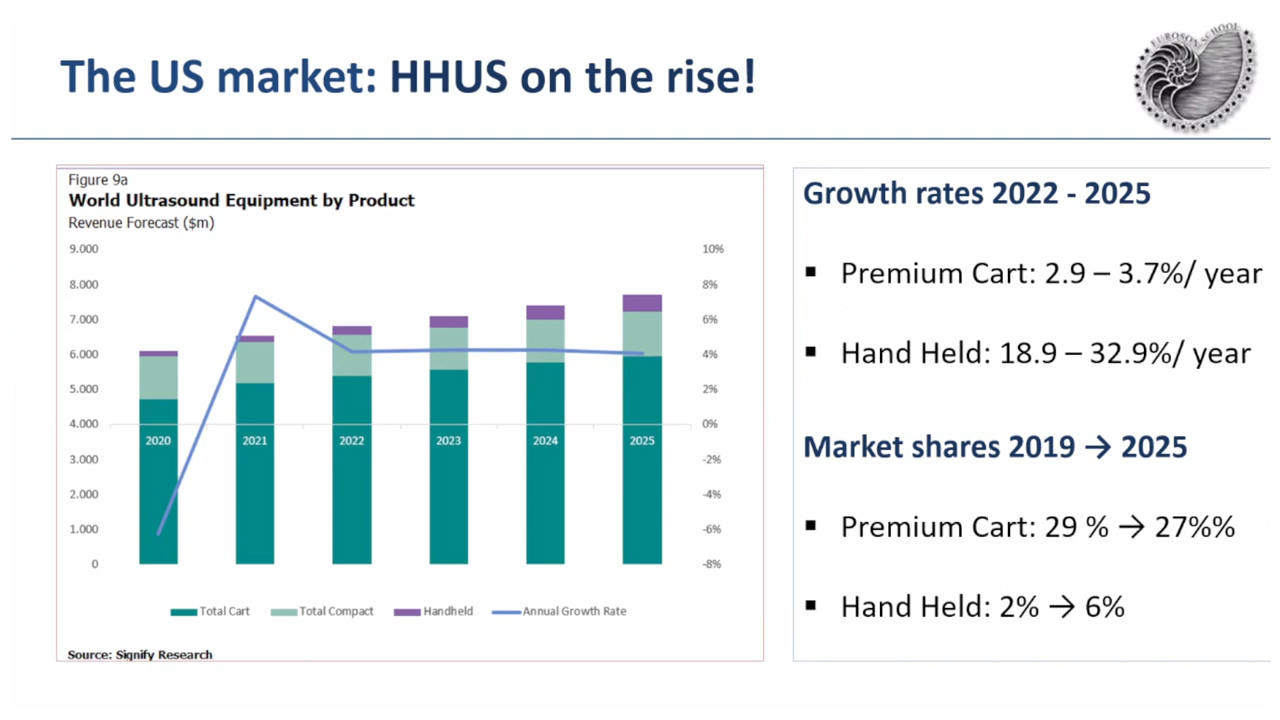 The US market: HHUS on the rise!
EUROSON SCHOOL
Figure 9a
World Ultrasound Equipment by Product
Revenue Forecast ($m)
9.000
8.000
7.000
6.000
5.000
4.000
3.000
2.000
1.000
0
10%
8%
6%
4%
2%
0%
-2%
-4%
-6%
-8%
2020 2021 2022 2023 2024 2025
Total Cart Total Compact Handheld Annual Growth Rate
Source: Signify Research
Growth rates 2022 - 2025
▪ Premium Cart: 2.9 – 3.7%/ year
▪ Hand Held: 18.9 – 32.9%/ year
Market shares 2019 → 2025
▪ Premium Cart: 29 % → 27%%
▪ Hand Held: 2% → 6%